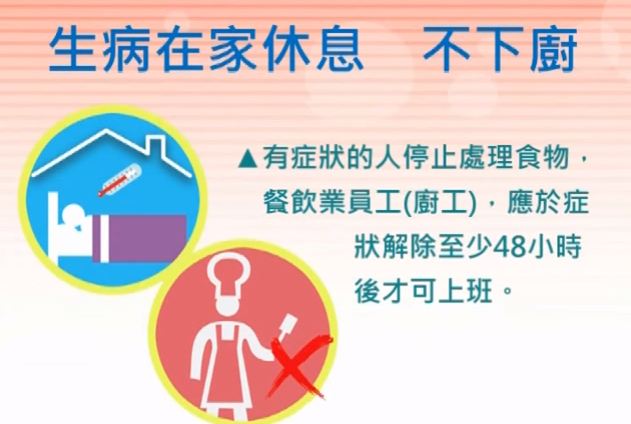 生病在家休息 不下廚
▲有症狀的人停止處理食物，
餐飲業員工(廚工)，應於症
狀解除至少48小時
後才可上班。